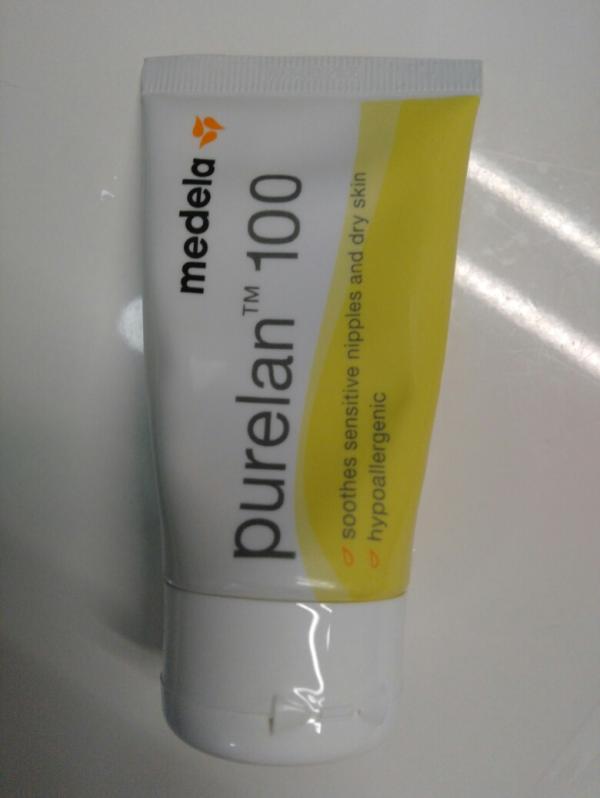 medela
purelan™ 100
soothes sensitive nipples and dry skin
hypoallergenic